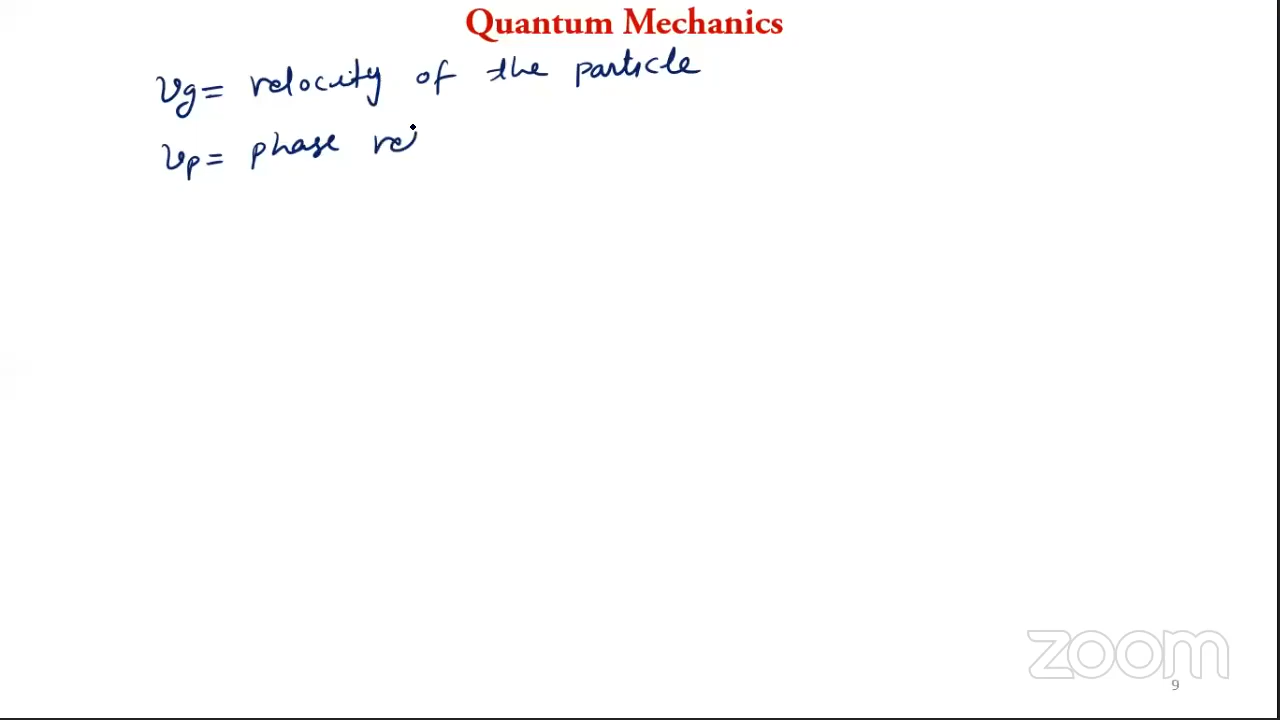 Quantum Mechanics
vg = velocity of the particle
vp = phase ve
zoom
9